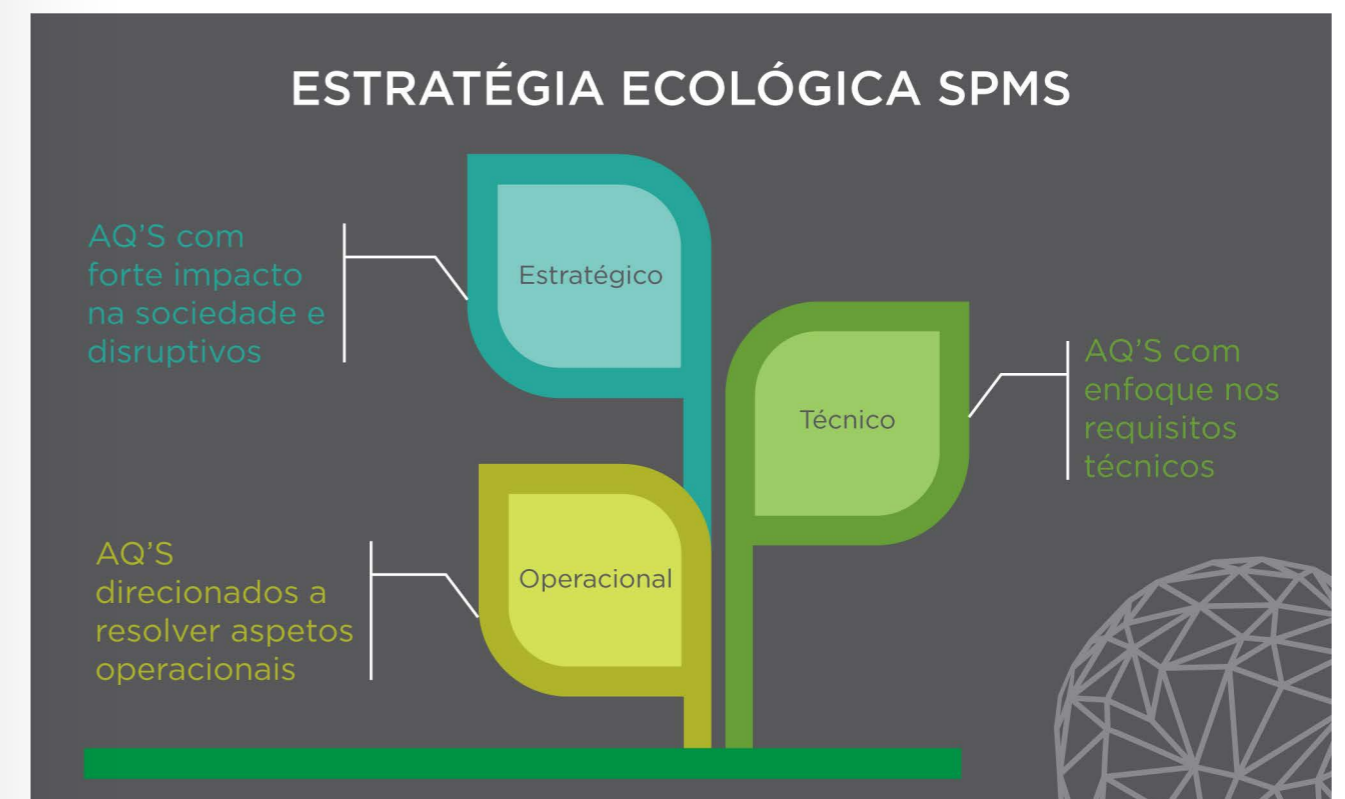 ESTRATÉGIA ECOLÓGICA SPMS
AQ'S com
forte impacto
na sociedade e
disruptivos
Estratégico
AQ'S com
enfoque nos
requisitos
técnicos
Técnico
AQ'S
direcionados a
resolver aspetos
operacionais
Operacional